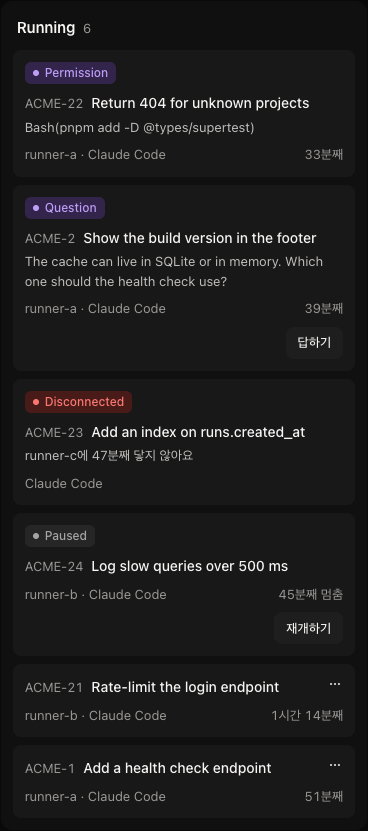 Running 6
Permission
ACME-22 Return 404 for unknown projects
Bash(pnpm add -D @types/supertest)
runner-a · Claude Code 33분째
Question
ACME-2 Show the build version in the footer
The cache can live in SQLite or in memory. Which
one should the health check use?
runner-a · Claude Code 39분째
답하기
Disconnected
ACME-23 Add an index on runs.created_at
runner-c에 47분째 닿지 않아요
Claude Code
Paused
ACME-24 Log slow queries over 500 ms
runner-b · Claude Code 45분째 멈춤
재개하기
ACME-21 Rate-limit the login endpoint ...
runner-b · Claude Code 1시간 14분째
ACME-1 Add a health check endpoint ...
runner-a · Claude Code 51분째